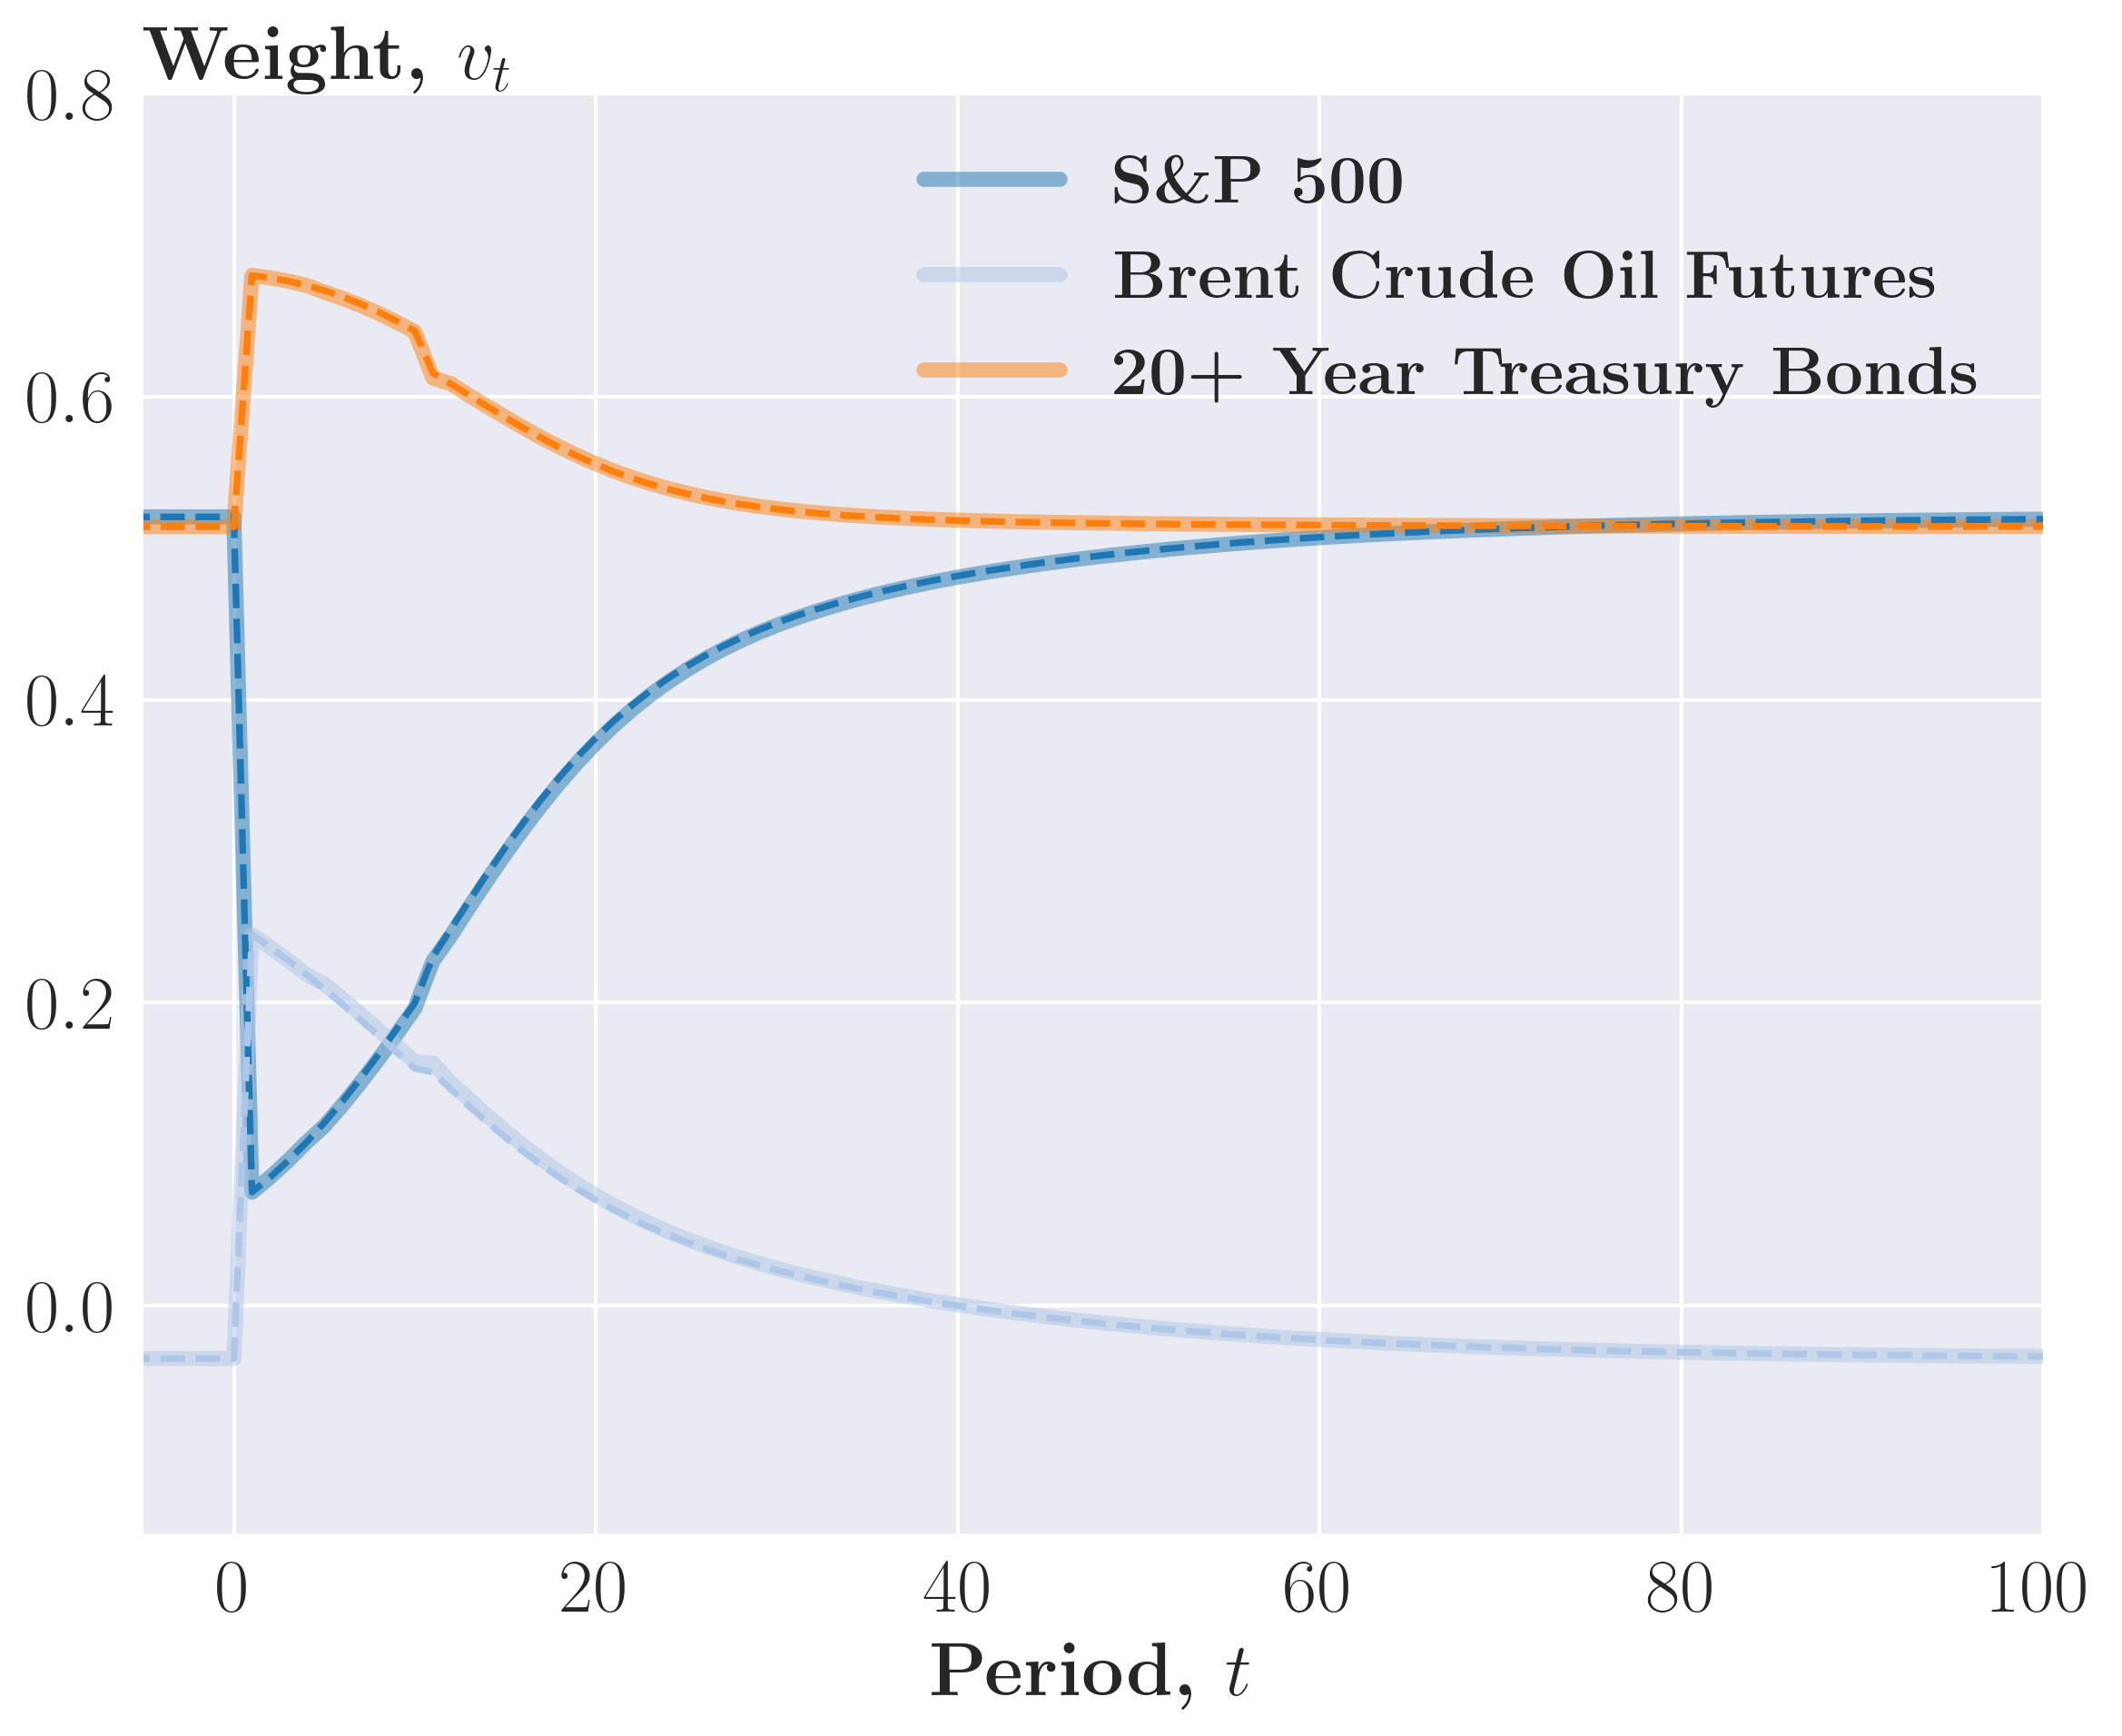 Weight, v_t
0.8
0.6
0.4
0.2
0.0
S&P 500
Brent Crude Oil Futures
20+ Year Treasury Bonds
0 20 40 60 80 100
Period, t